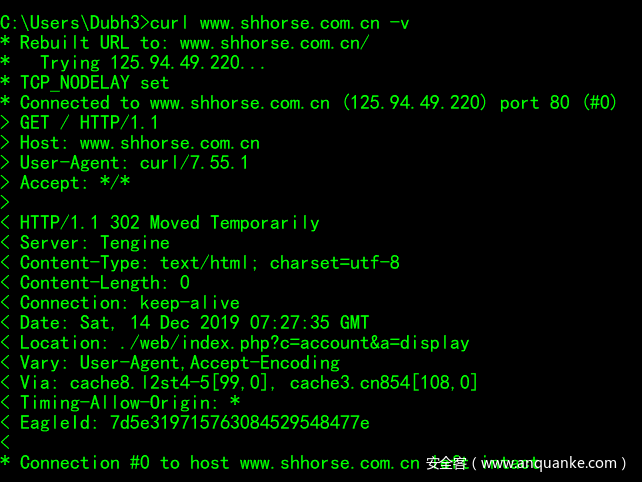 C:\Users\Dubh3>curl www.shhorse.com.cn -v
* Rebuilt URL to: www.shhorse.com.cn/
*   Trying 125.94.49.220...
* TCP_NODELAY set
* Connected to www.shhorse.com.cn (125.94.49.220) port 80 (#0)
> GET / HTTP/1.1
> Host: www.shhorse.com.cn
> User-Agent: curl/7.55.1
> Accept: */*
>
< HTTP/1.1 302 Moved Temporarily
< Server: Tengine
< Content-Type: text/html; charset=utf-8
< Content-Length: 0
< Connection: keep-alive
< Date: Sat, 14 Dec 2019 07:27:35 GMT
< Location: ./web/index.php?c=account&a=display
< Vary: User-Agent,Accept-Encoding
< Via: cache8.l2st4-5[99,0], cache3.cn854[108,0]
< Timing-Allow-Origin: *
< EagleId: 7d5e319715763084529548477e
<
* Connection #0 to host www.shhorse.com.cn left intact
安全客（www.anquanke.com）